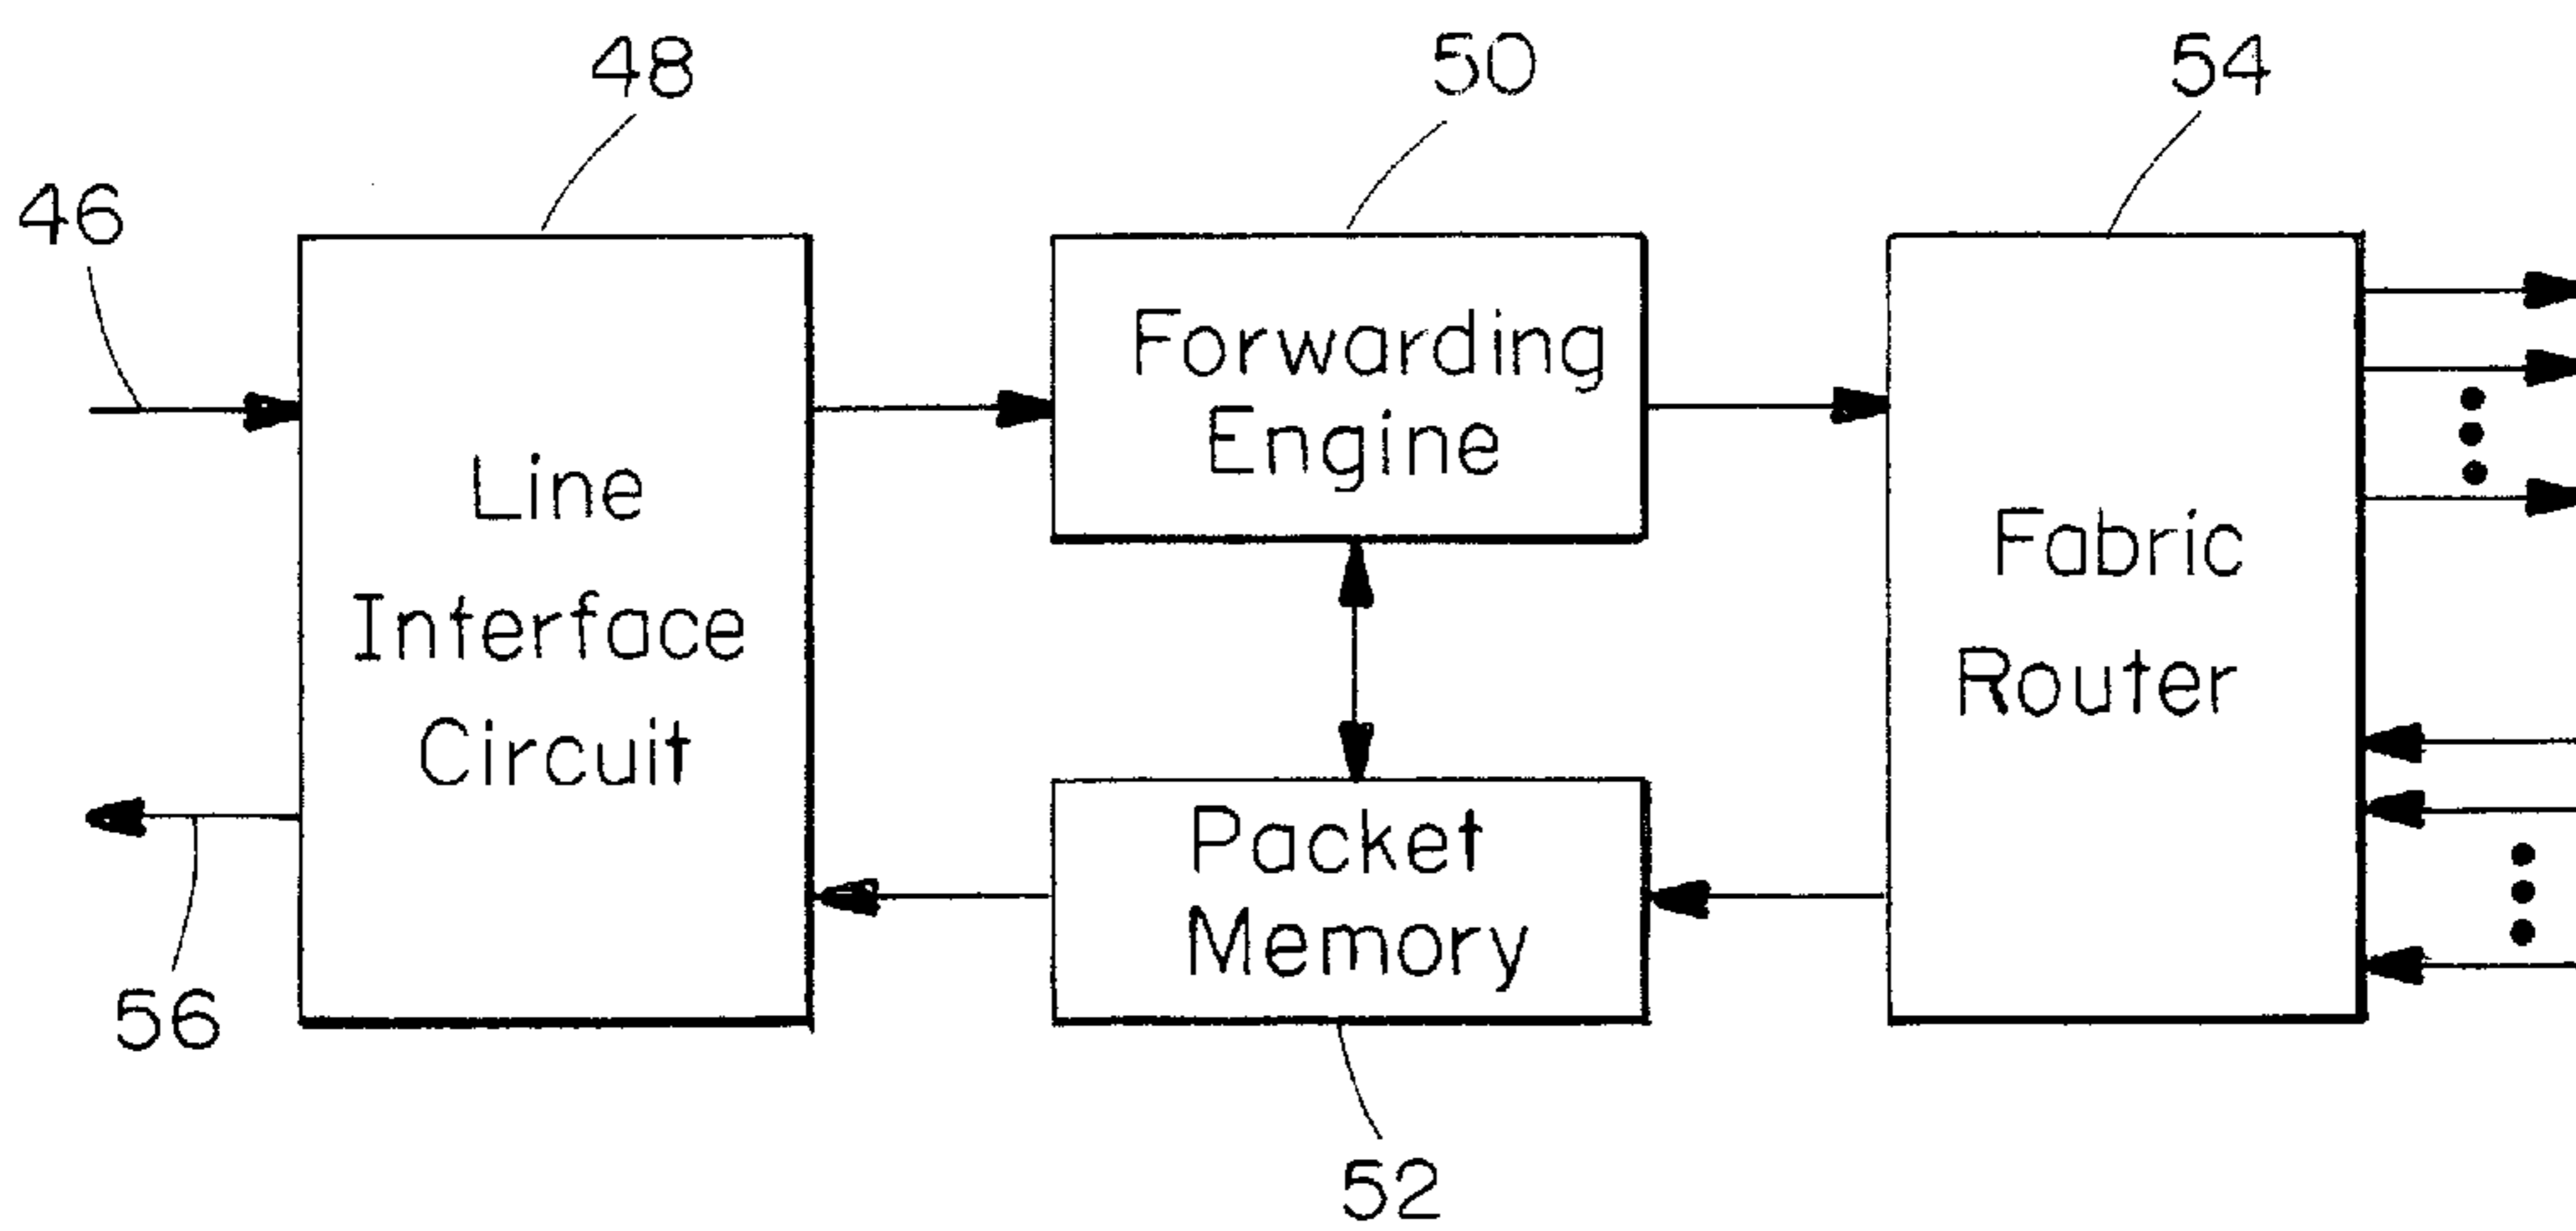 48
50
54
46
Line
Interface
Circuit
Forwarding
Engine
Fabric
Router
Packet
Memory
56
52